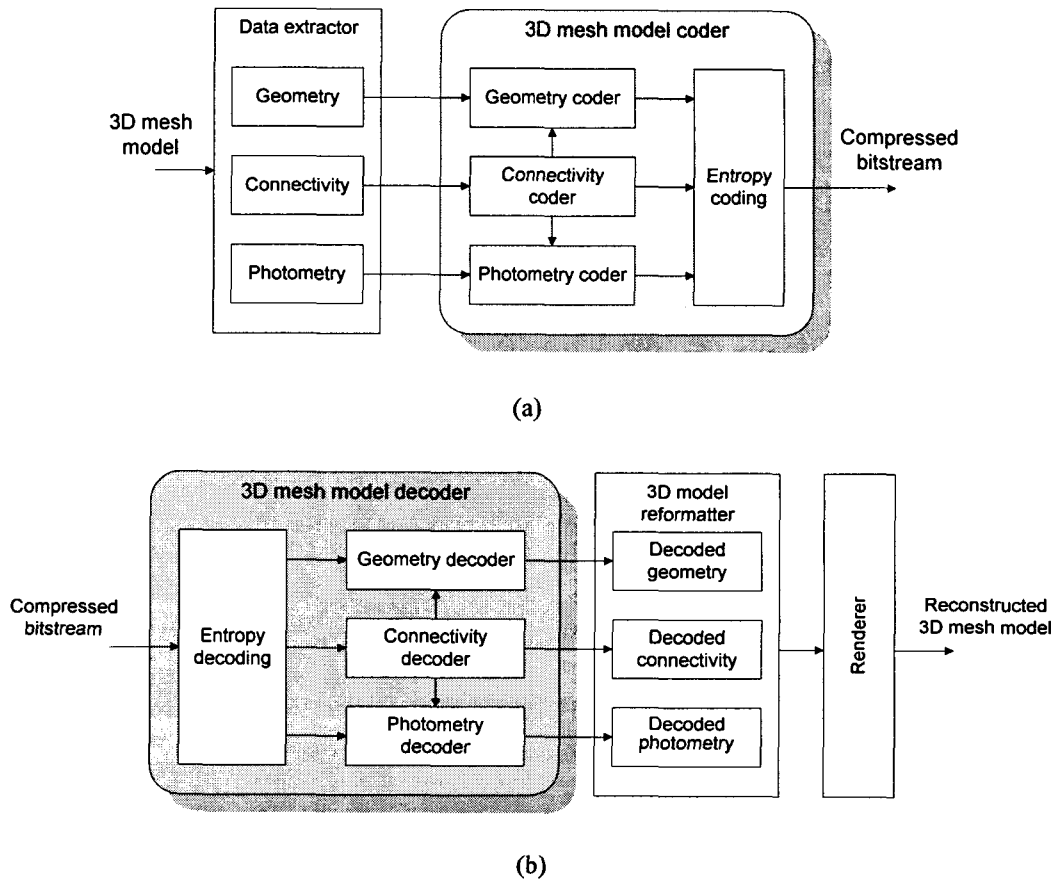 Data extractor
3D mesh model coder
Geometry
Geometry coder
3D mesh
model
Connectivity
Connectivity
coder
Entropy
coding
Compressed
bitstream
Photometry
Photometry coder
(a)
3D mesh model decoder
3D model
reformatter
Geometry decoder
Decoded
geometry
Compressed
bitstream
Entropy
decoding
Connectivity
decoder
Decoded
connectivity
Renderer
Reconstructed
3D mesh model
Photometry
decoder
Decoded
photometry
(b)